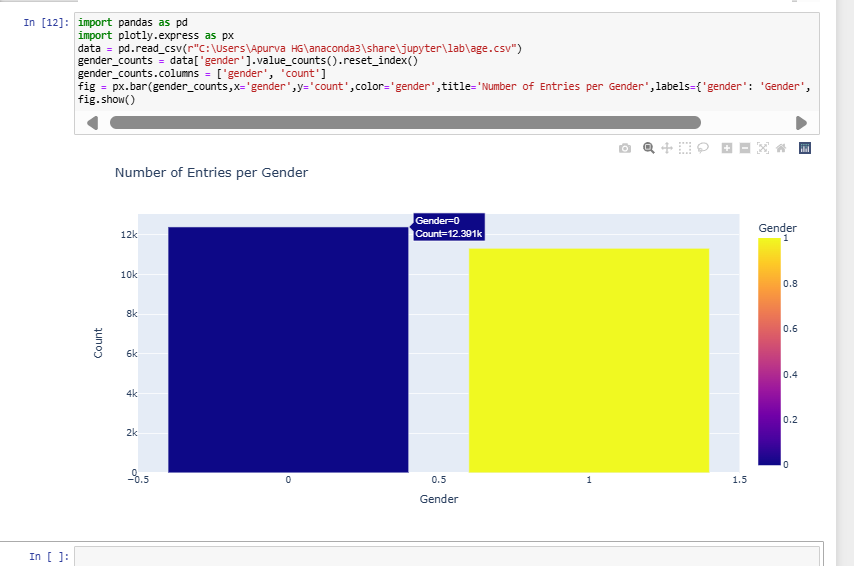 In [12]:
import pandas as pd
import plotly.express as px
data = pd.read_csv(r"C:\Users\Apurva HG\anaconda3\share\jupyter\lab\age.csv")
gender_counts = data['gender'].value_counts().reset_index()
gender_counts.columns = ['gender', 'count']
fig = px.bar(gender_counts,x='gender',y='count',color='gender',title='Number of Entries per Gender',labels={'gender': 'Gender',
fig.show()
Number of Entries per Gender
Gender=0
Count=12.391k
12k
10k
8k
6k
4k
2k
0
Count
−0.5
0
0.5
1
1.5
Gender
Gender
1
0.8
0.6
0.4
0.2
0
In [ ]: